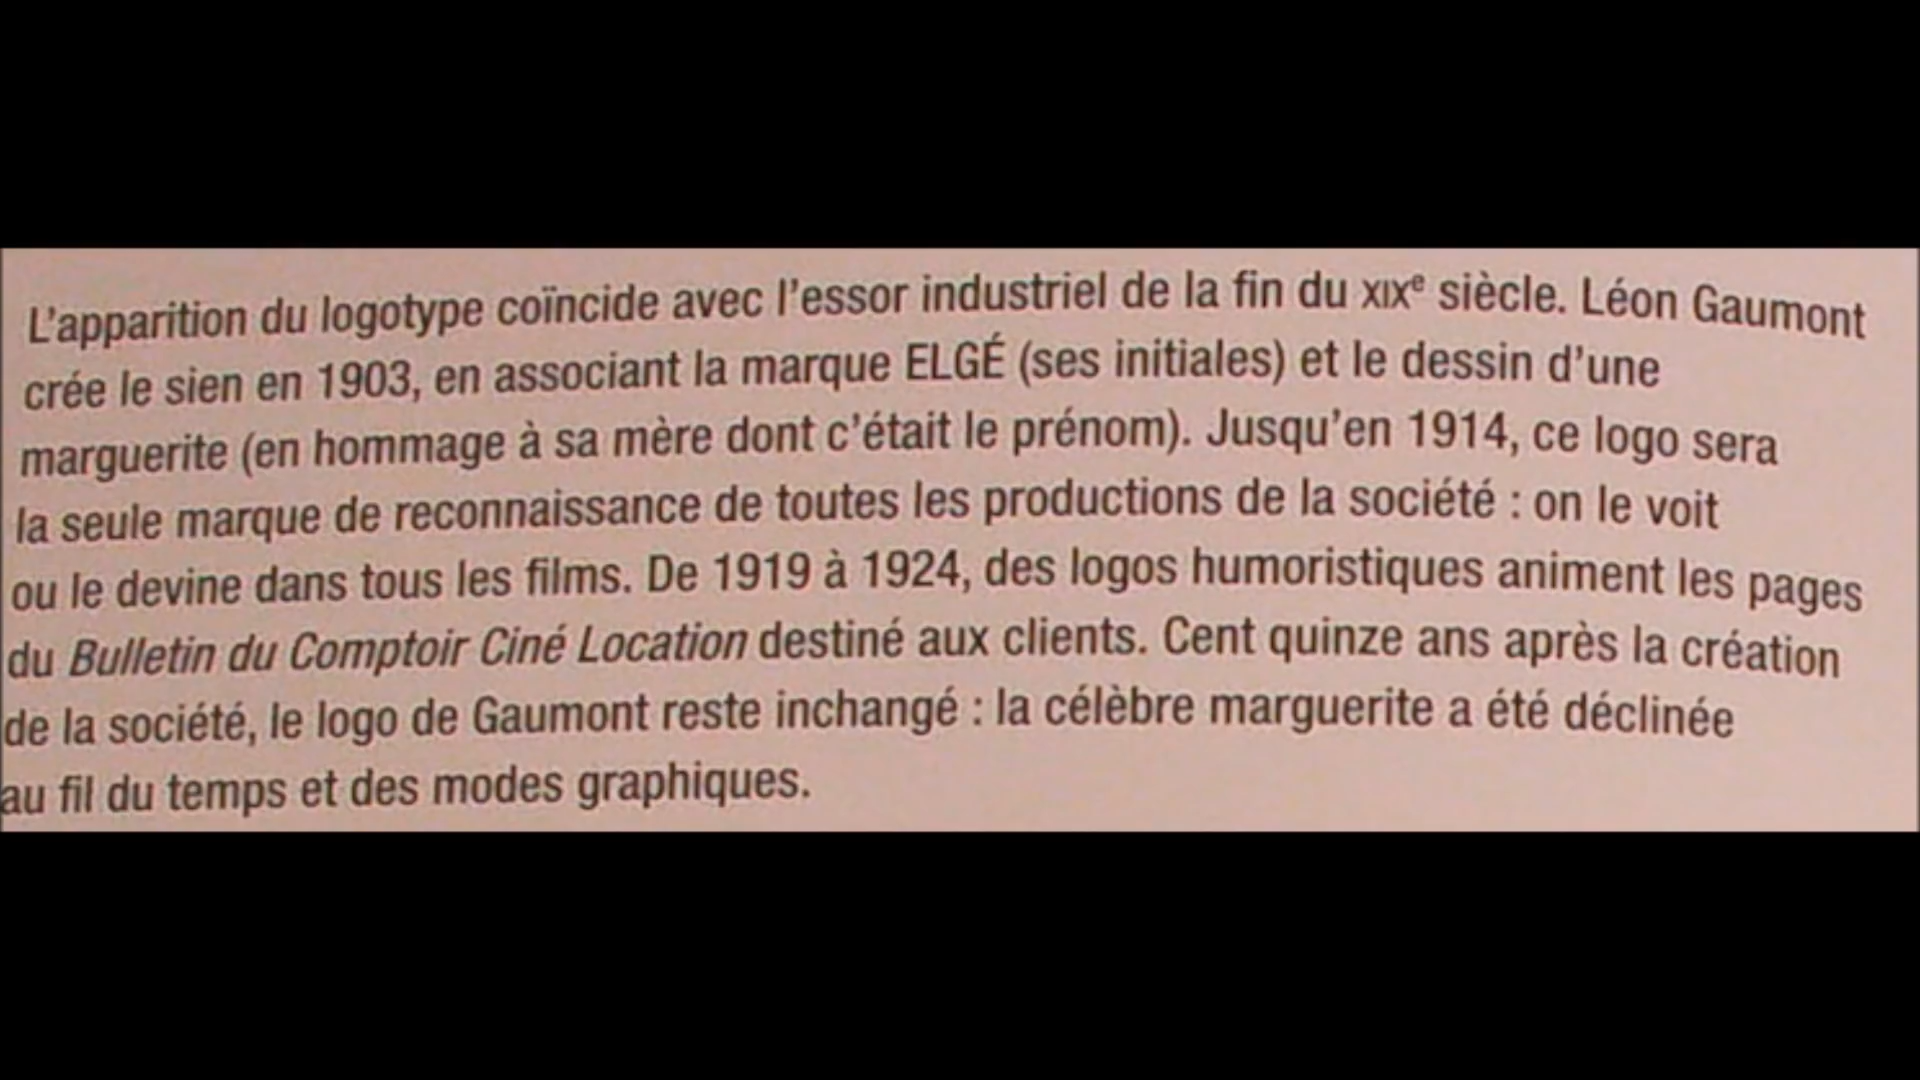 L'apparition du logotype coïncide avec l'essor industriel de la fin du XIXe siècle. Léon Gaumont
crée le sien en 1903, en associant la marque ELGÉ (ses initiales) et le dessin d'une
marguerite (en hommage à sa mère dont c'était le prénom). Jusqu'en 1914, ce logo sera
la seule marque de reconnaissance de toutes les productions de la société : on le voit
ou le devine dans tous les films. De 1919 à 1924, des logos humoristiques animent les pages
du Bulletin du Comptoir Ciné Location destiné aux clients. Cent quinze ans après la création
de la société, le logo de Gaumont reste inchangé : la célèbre marguerite a été déclinée
au fil du temps et des modes graphiques.